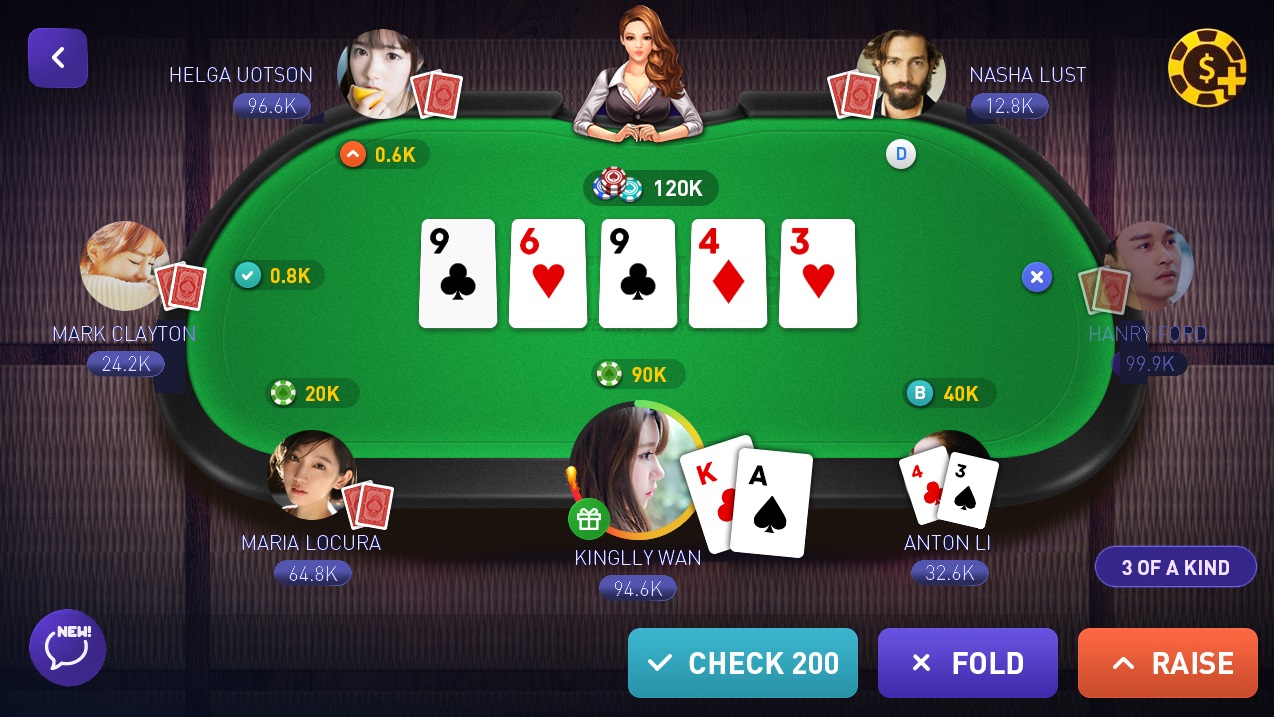 HELGA UOTSON
96.6K
NASHA LUST
12.8K
$
0.6K
D
120K
9
6
9
4
3
0.8K
MARK CLAYTON
24.2K
HANRY FORD
99.9K
20K
90K
B 40K
K
A
4
3
MARIA LOCURA
64.8K
KINGLLY WAN
94.6K
ANTON LI
32.6K
3 OF A KIND
NEW!
CHECK 200
FOLD
RAISE